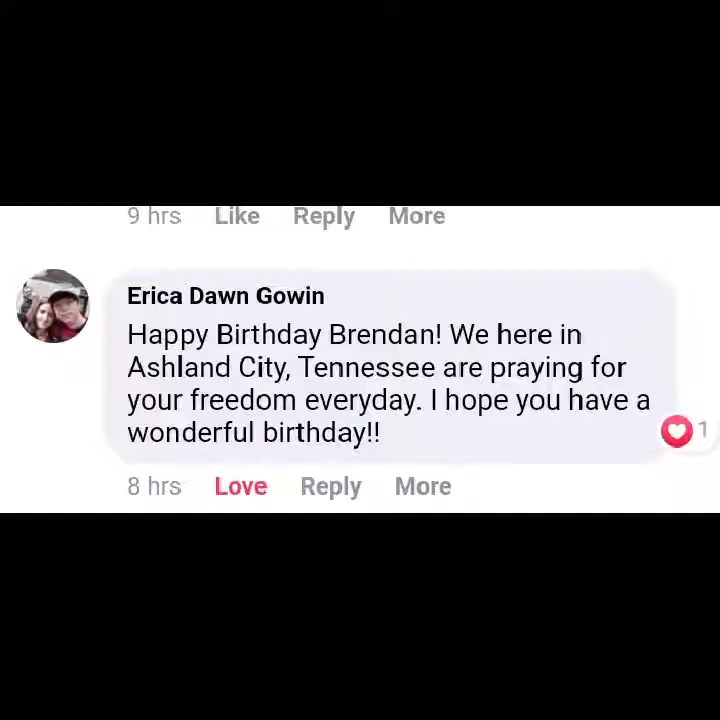 9 hrs Like Reply More
Erica Dawn Gowin
Happy Birthday Brendan! We here in
Ashland City, Tennessee are praying for
your freedom everyday. I hope you have a
wonderful birthday!!
1
8 hrs Love Reply More